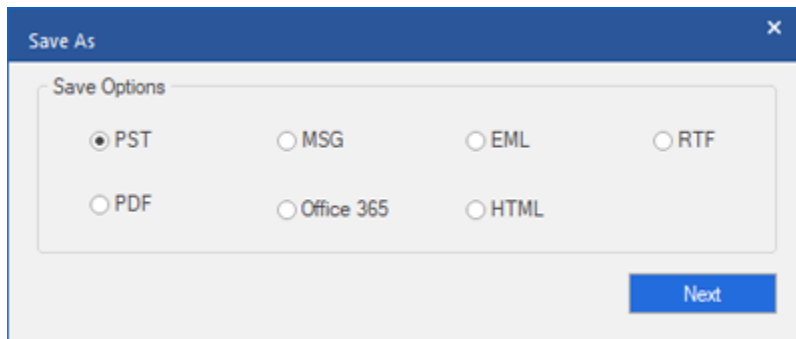 Save As
Save Options
PST
MSG
EML
RTF
PDF
Office 365
HTML
Next